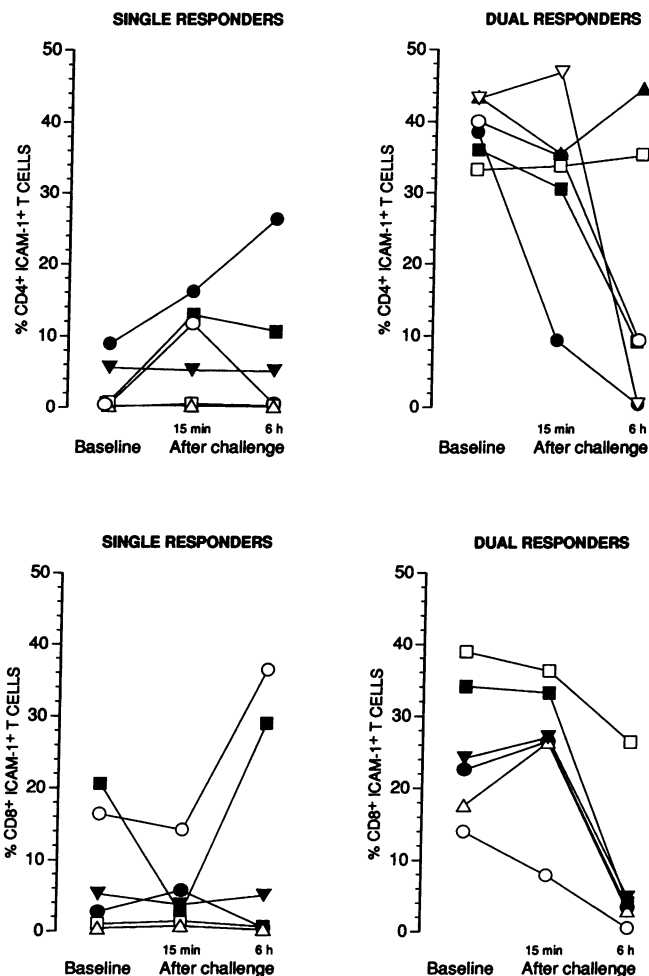 SINGLE RESPONDERS
50
40
30
20
10
0
% CD4+ ICAM-1+ T CELLS
15 min
6 h
Baseline
After challenge
DUAL RESPONDERS
50
40
30
20
10
0
% CD4+ ICAM-1+ T CELLS
15 min
6 h
Baseline
After challenge
SINGLE RESPONDERS
50
40
30
20
10
0
% CD8+ ICAM-1+ T CELLS
15 min
6 h
Baseline
After challenge
DUAL RESPONDERS
50
40
30
20
10
0
% CD8+ ICAM-1+ T CELLS
15 min
6 h
Baseline
After challenge